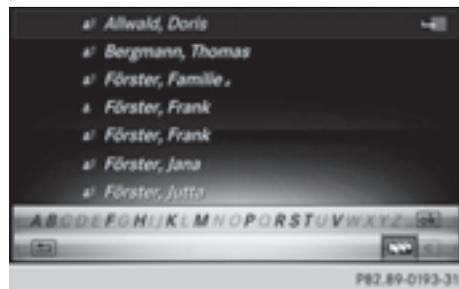 Allwald, Doris
Bergmann, Thomas
Förster, Familie
Förster, Frank
Förster, Frank
Förster, Jana
Förster, Jutta
ABCDEFGHIJKLMNOPQRSTUVWXYZ ok
P82.89-0193-31